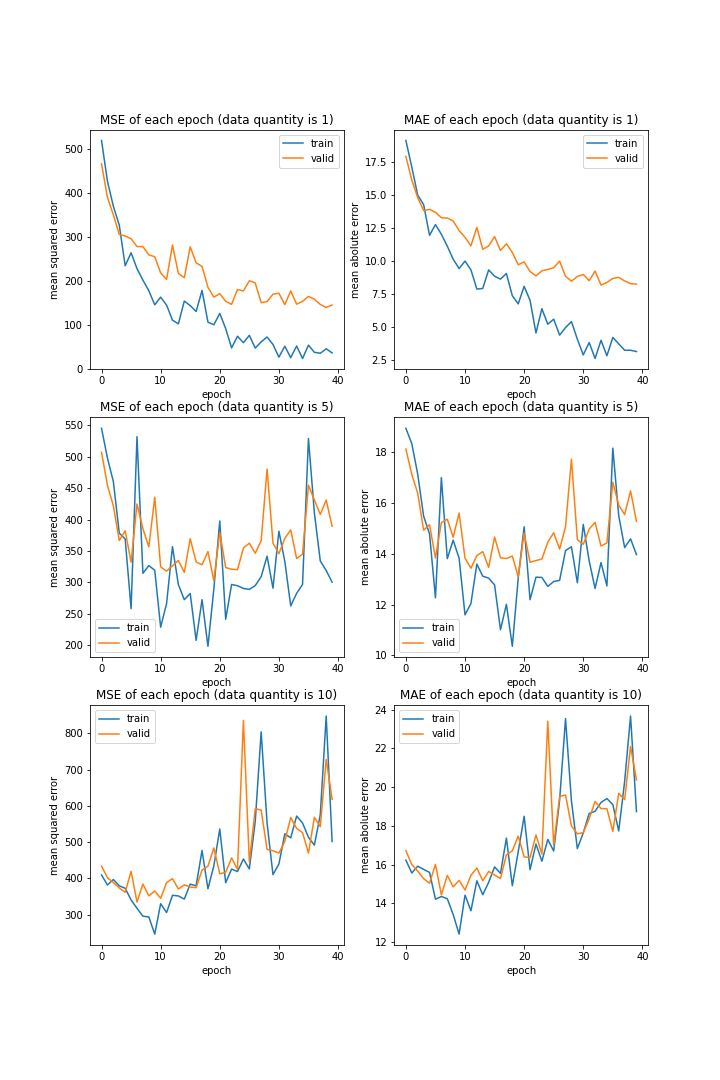 MSE of each epoch (data quantity is 1)
mean squared error
500
400
300
200
100
0
0 10 20 30 40
epoch
train
valid
MAE of each epoch (data quantity is 1)
mean abolute error
17.5
15.0
12.5
10.0
7.5
5.0
2.5
0 10 20 30 40
epoch
train
valid
MSE of each epoch (data quantity is 5)
mean squared error
550
500
450
400
350
300
250
200
0 10 20 30 40
epoch
train
valid
MAE of each epoch (data quantity is 5)
mean abolute error
18
16
14
12
10
0 10 20 30 40
epoch
train
valid
MSE of each epoch (data quantity is 10)
mean squared error
800
700
600
500
400
300
0 10 20 30 40
epoch
train
valid
MAE of each epoch (data quantity is 10)
mean abolute error
24
22
20
18
16
14
12
0 10 20 30 40
epoch
train
valid